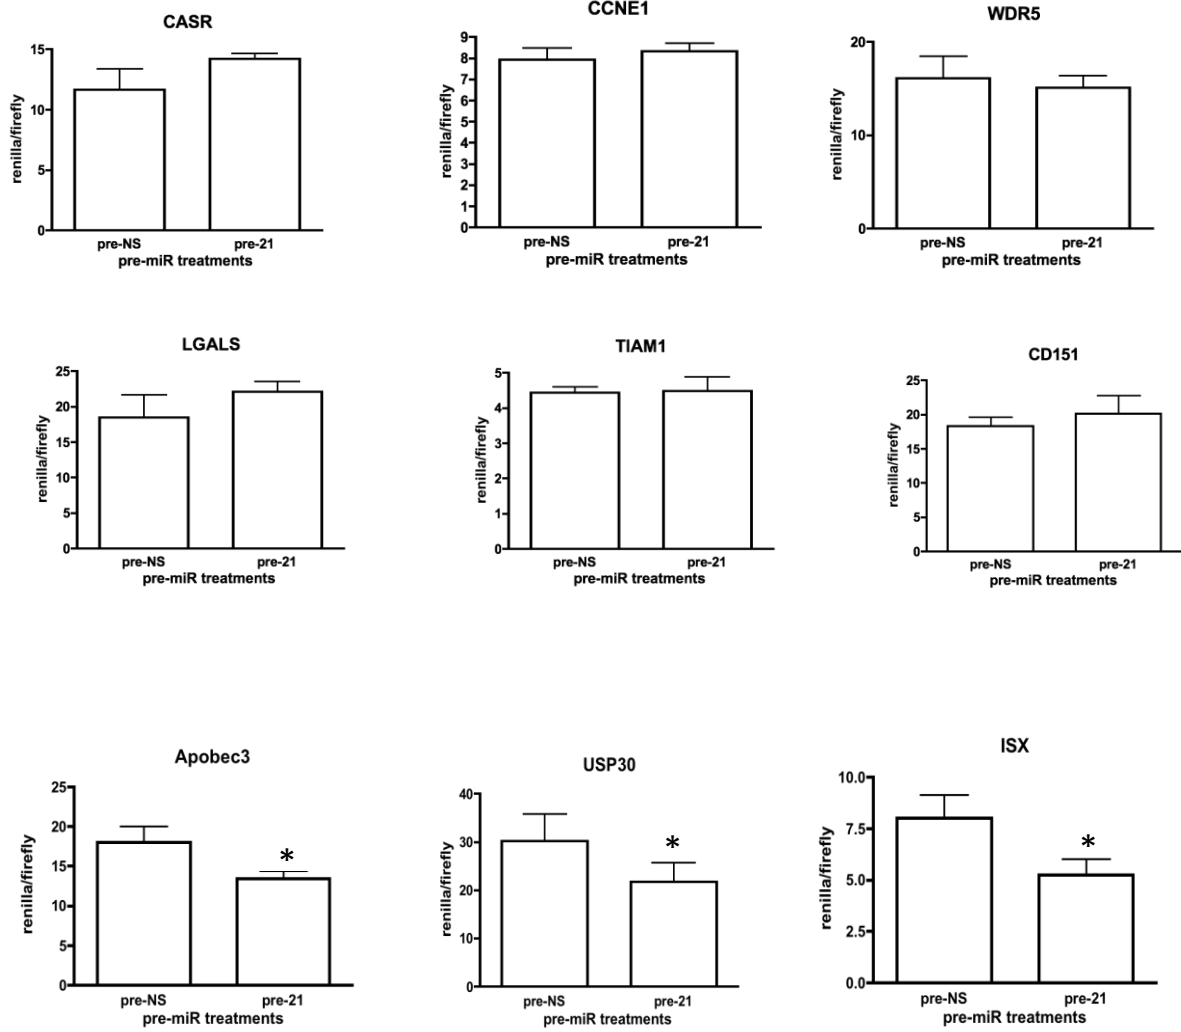 CASR
15
10
5
0
renilla/firefly
pre-NS pre-21
pre-miR treatments
CCNE1
9
8
7
6
5
4
3
2
1
0
renilla/firefly
pre-NS pre-21
pre-miR treatments
WDR5
20
10
0
renilla/firefly
pre-NS pre-21
pre-miR treatments
LGALS
25
20
15
10
5
0
renilla/firefly
pre-NS pre-21
pre-miR treatments
TIAM1
5
4
3
2
1
0
renilla/firefly
pre-NS pre-21
pre-miR treatments
CD151
25
20
15
10
5
0
renilla/firefly
pre-NS pre-21
pre-miR treatments
Apobec3
25
20
15
10
5
0
renilla/firefly
*
pre-NS pre-21
pre-miR treatments
USP30
40
30
20
10
0
renilla/firefly
*
pre-NS pre-21
pre-miR treatments
ISX
10.0
7.5
5.0
2.5
0.0
renilla/firefly
*
pre-NS pre-21
pre-miR treatments